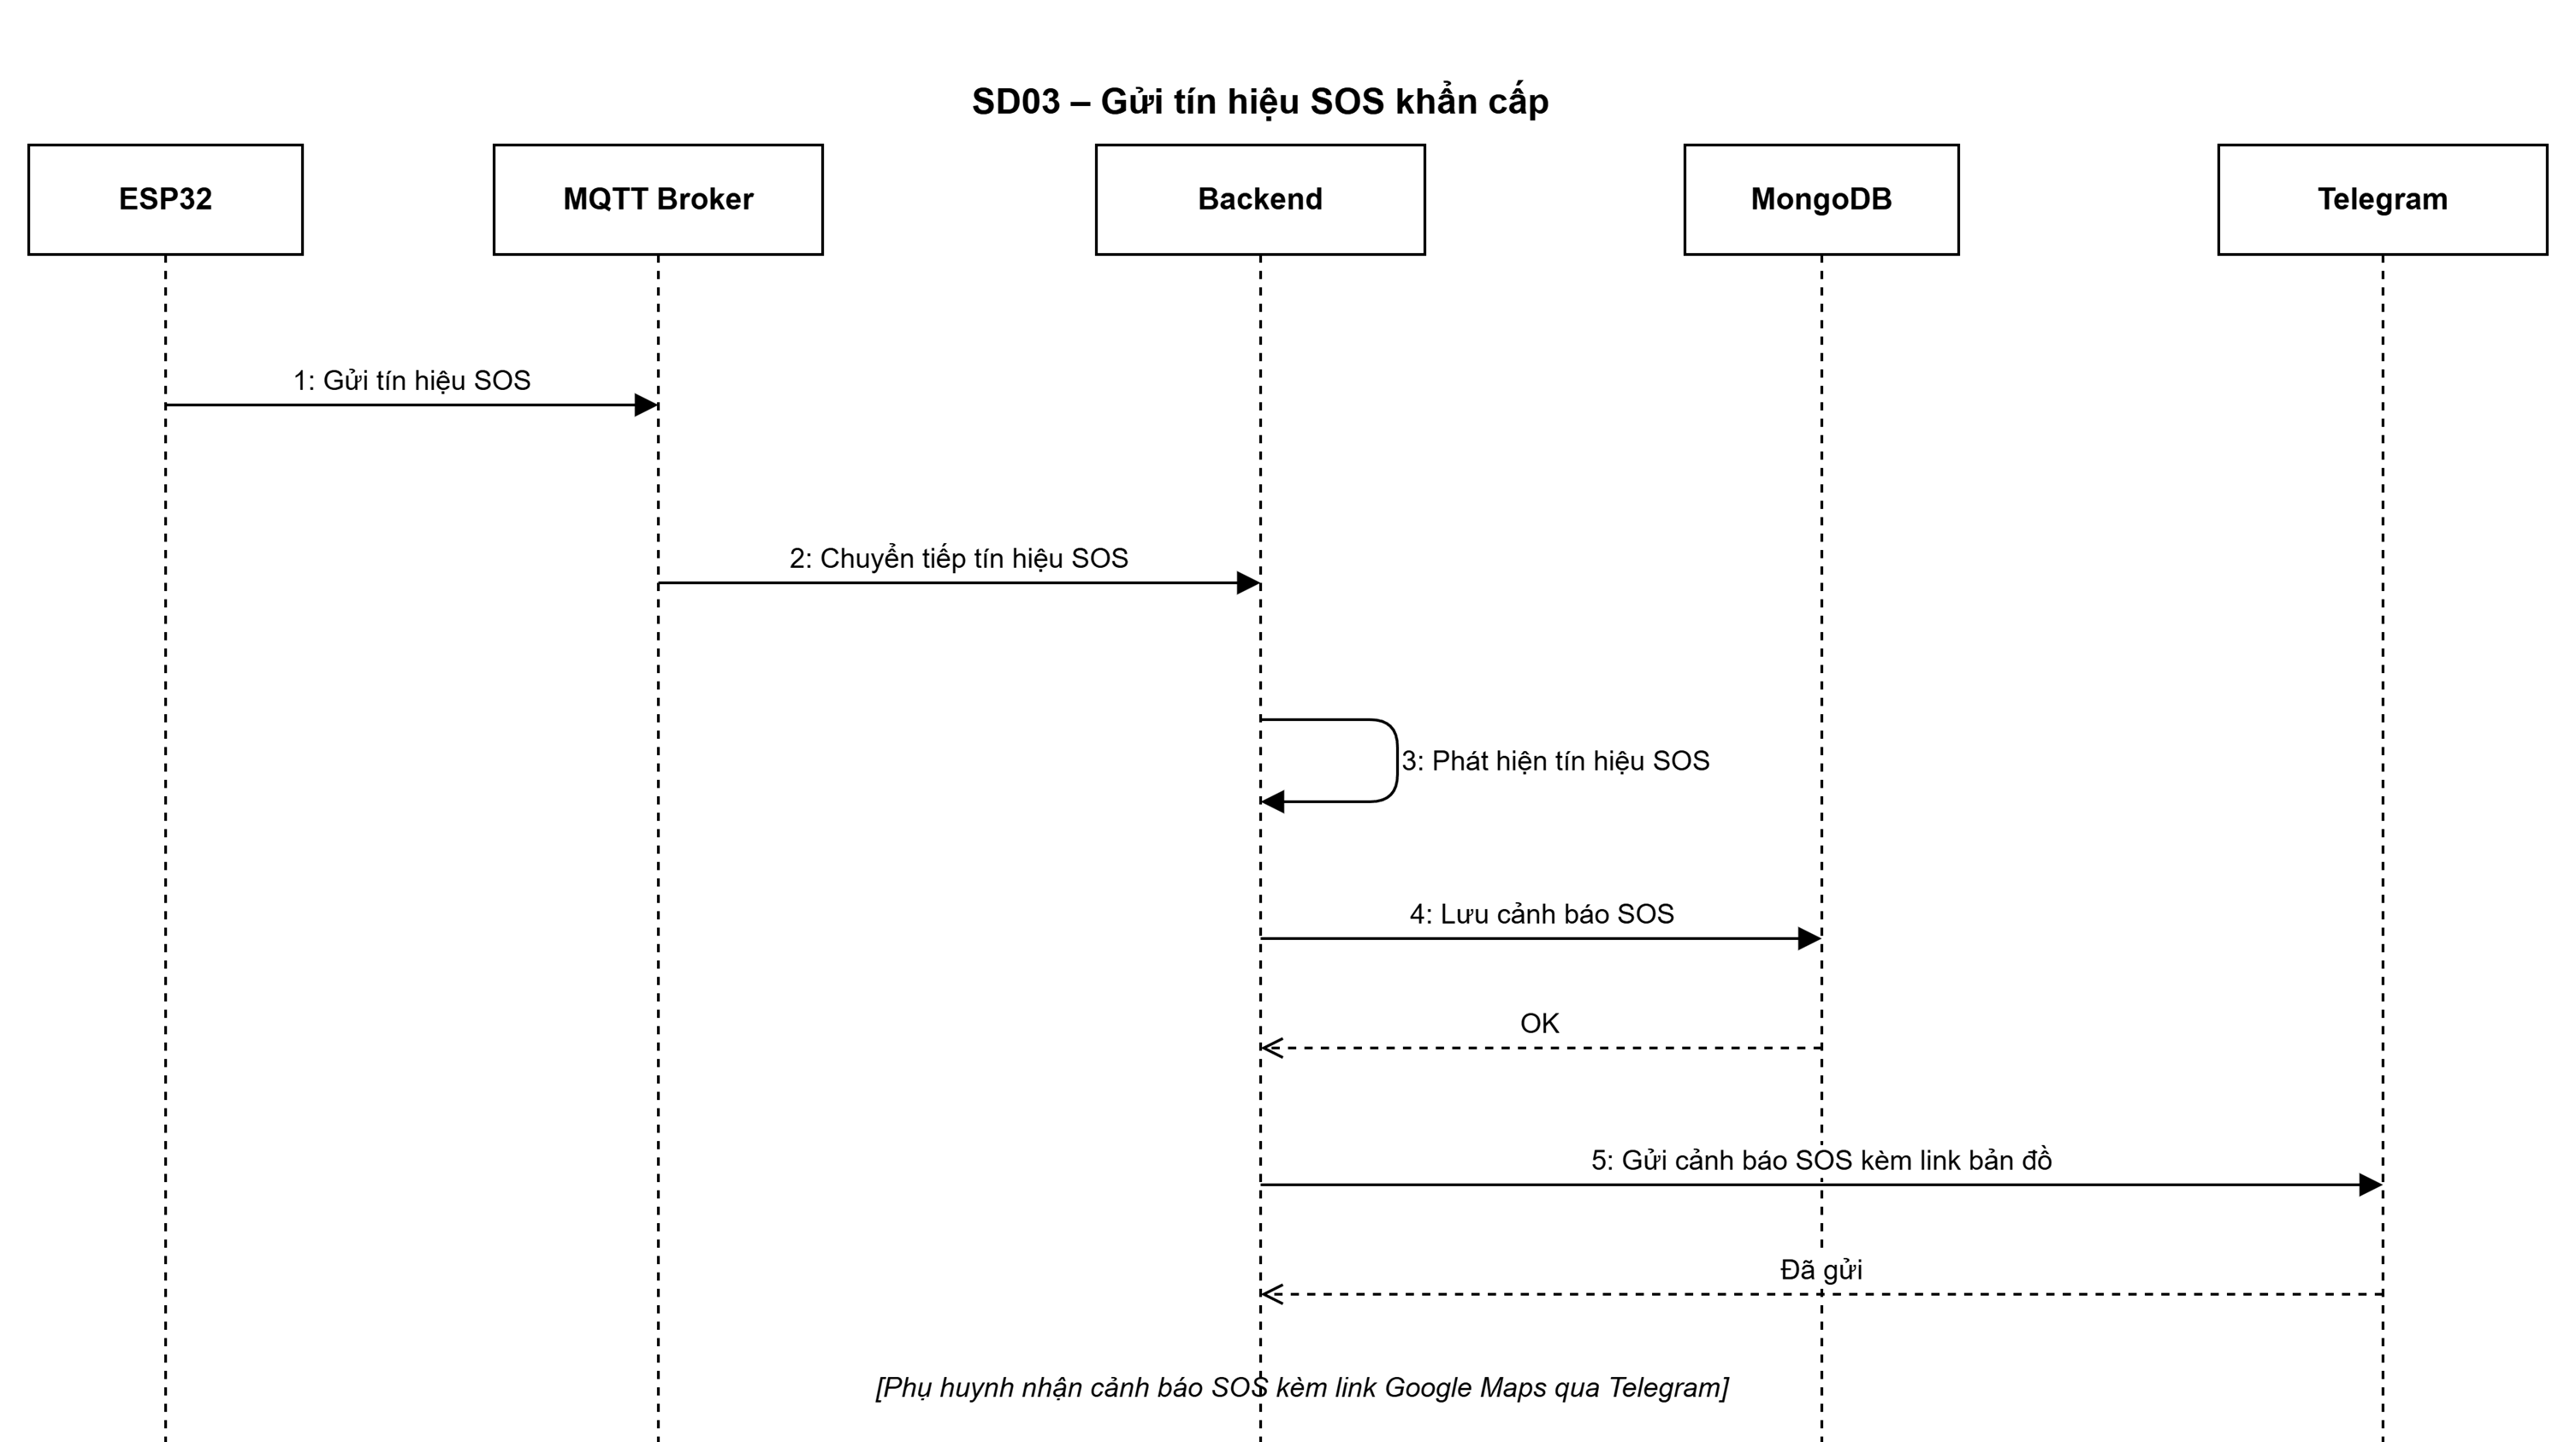 SD03 – Gửi tín hiệu SOS khẩn cấp
ESP32
MQTT Broker
Backend
MongoDB
Telegram
1: Gửi tín hiệu SOS
2: Chuyển tiếp tín hiệu SOS
3: Phát hiện tín hiệu SOS
4: Lưu cảnh báo SOS
OK
5: Gửi cảnh báo SOS kèm link bản đồ
Đã gửi
[Phụ huynh nhận cảnh báo SOS kèm link Google Maps qua Telegram]